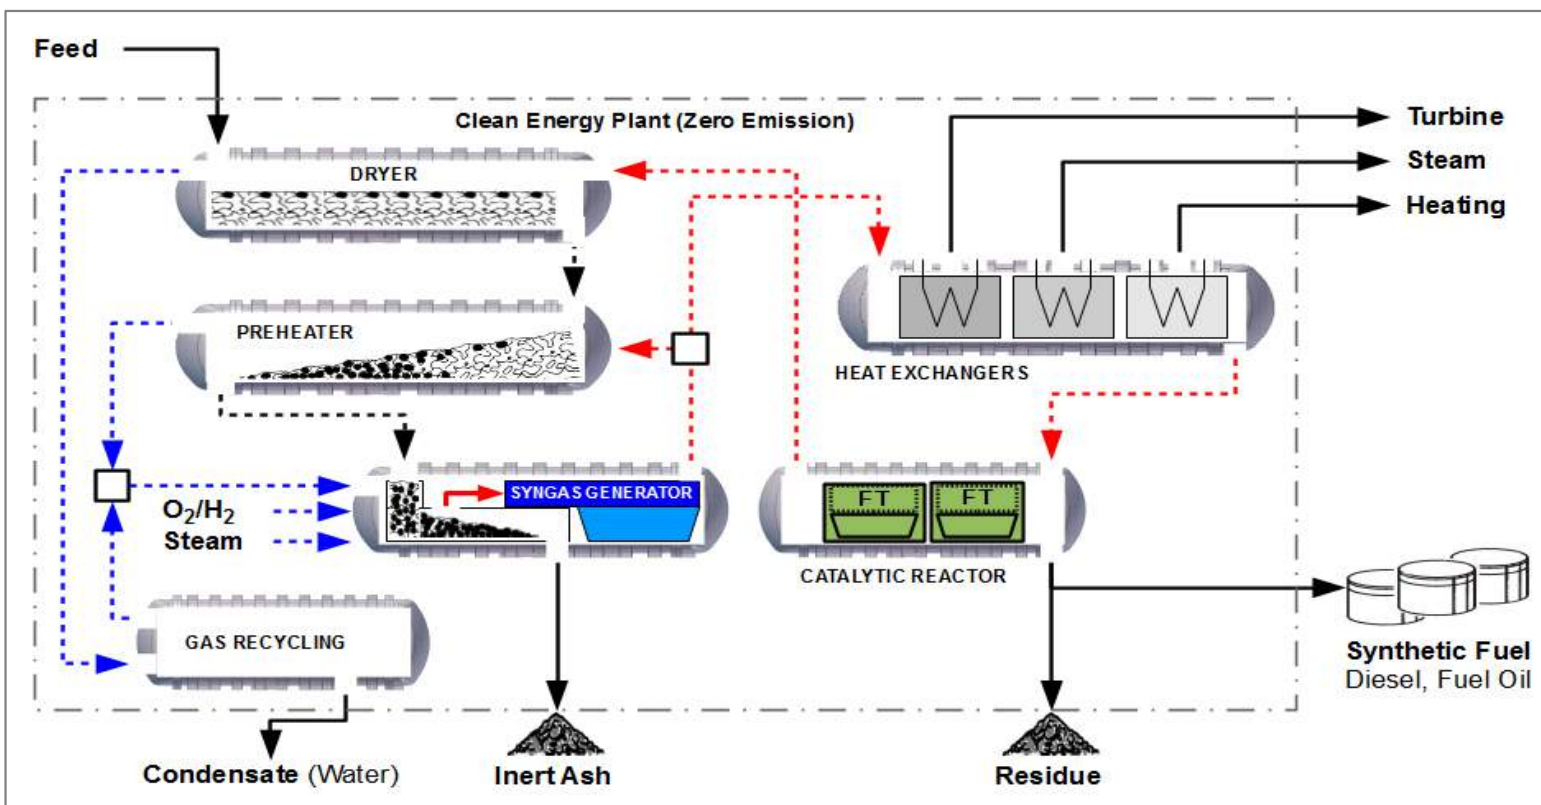 Feed
Clean Energy Plant (Zero Emission)
Turbine
Steam
Heating
DRYER
PREHEATER
HEAT EXCHANGERS
SYNGAS GENERATOR
FT
FT
O₂/H₂
Steam
CATALYTIC REACTOR
GAS RECYCLING
Synthetic Fuel
Diesel, Fuel Oil
Condensate (Water)
Inert Ash
Residue